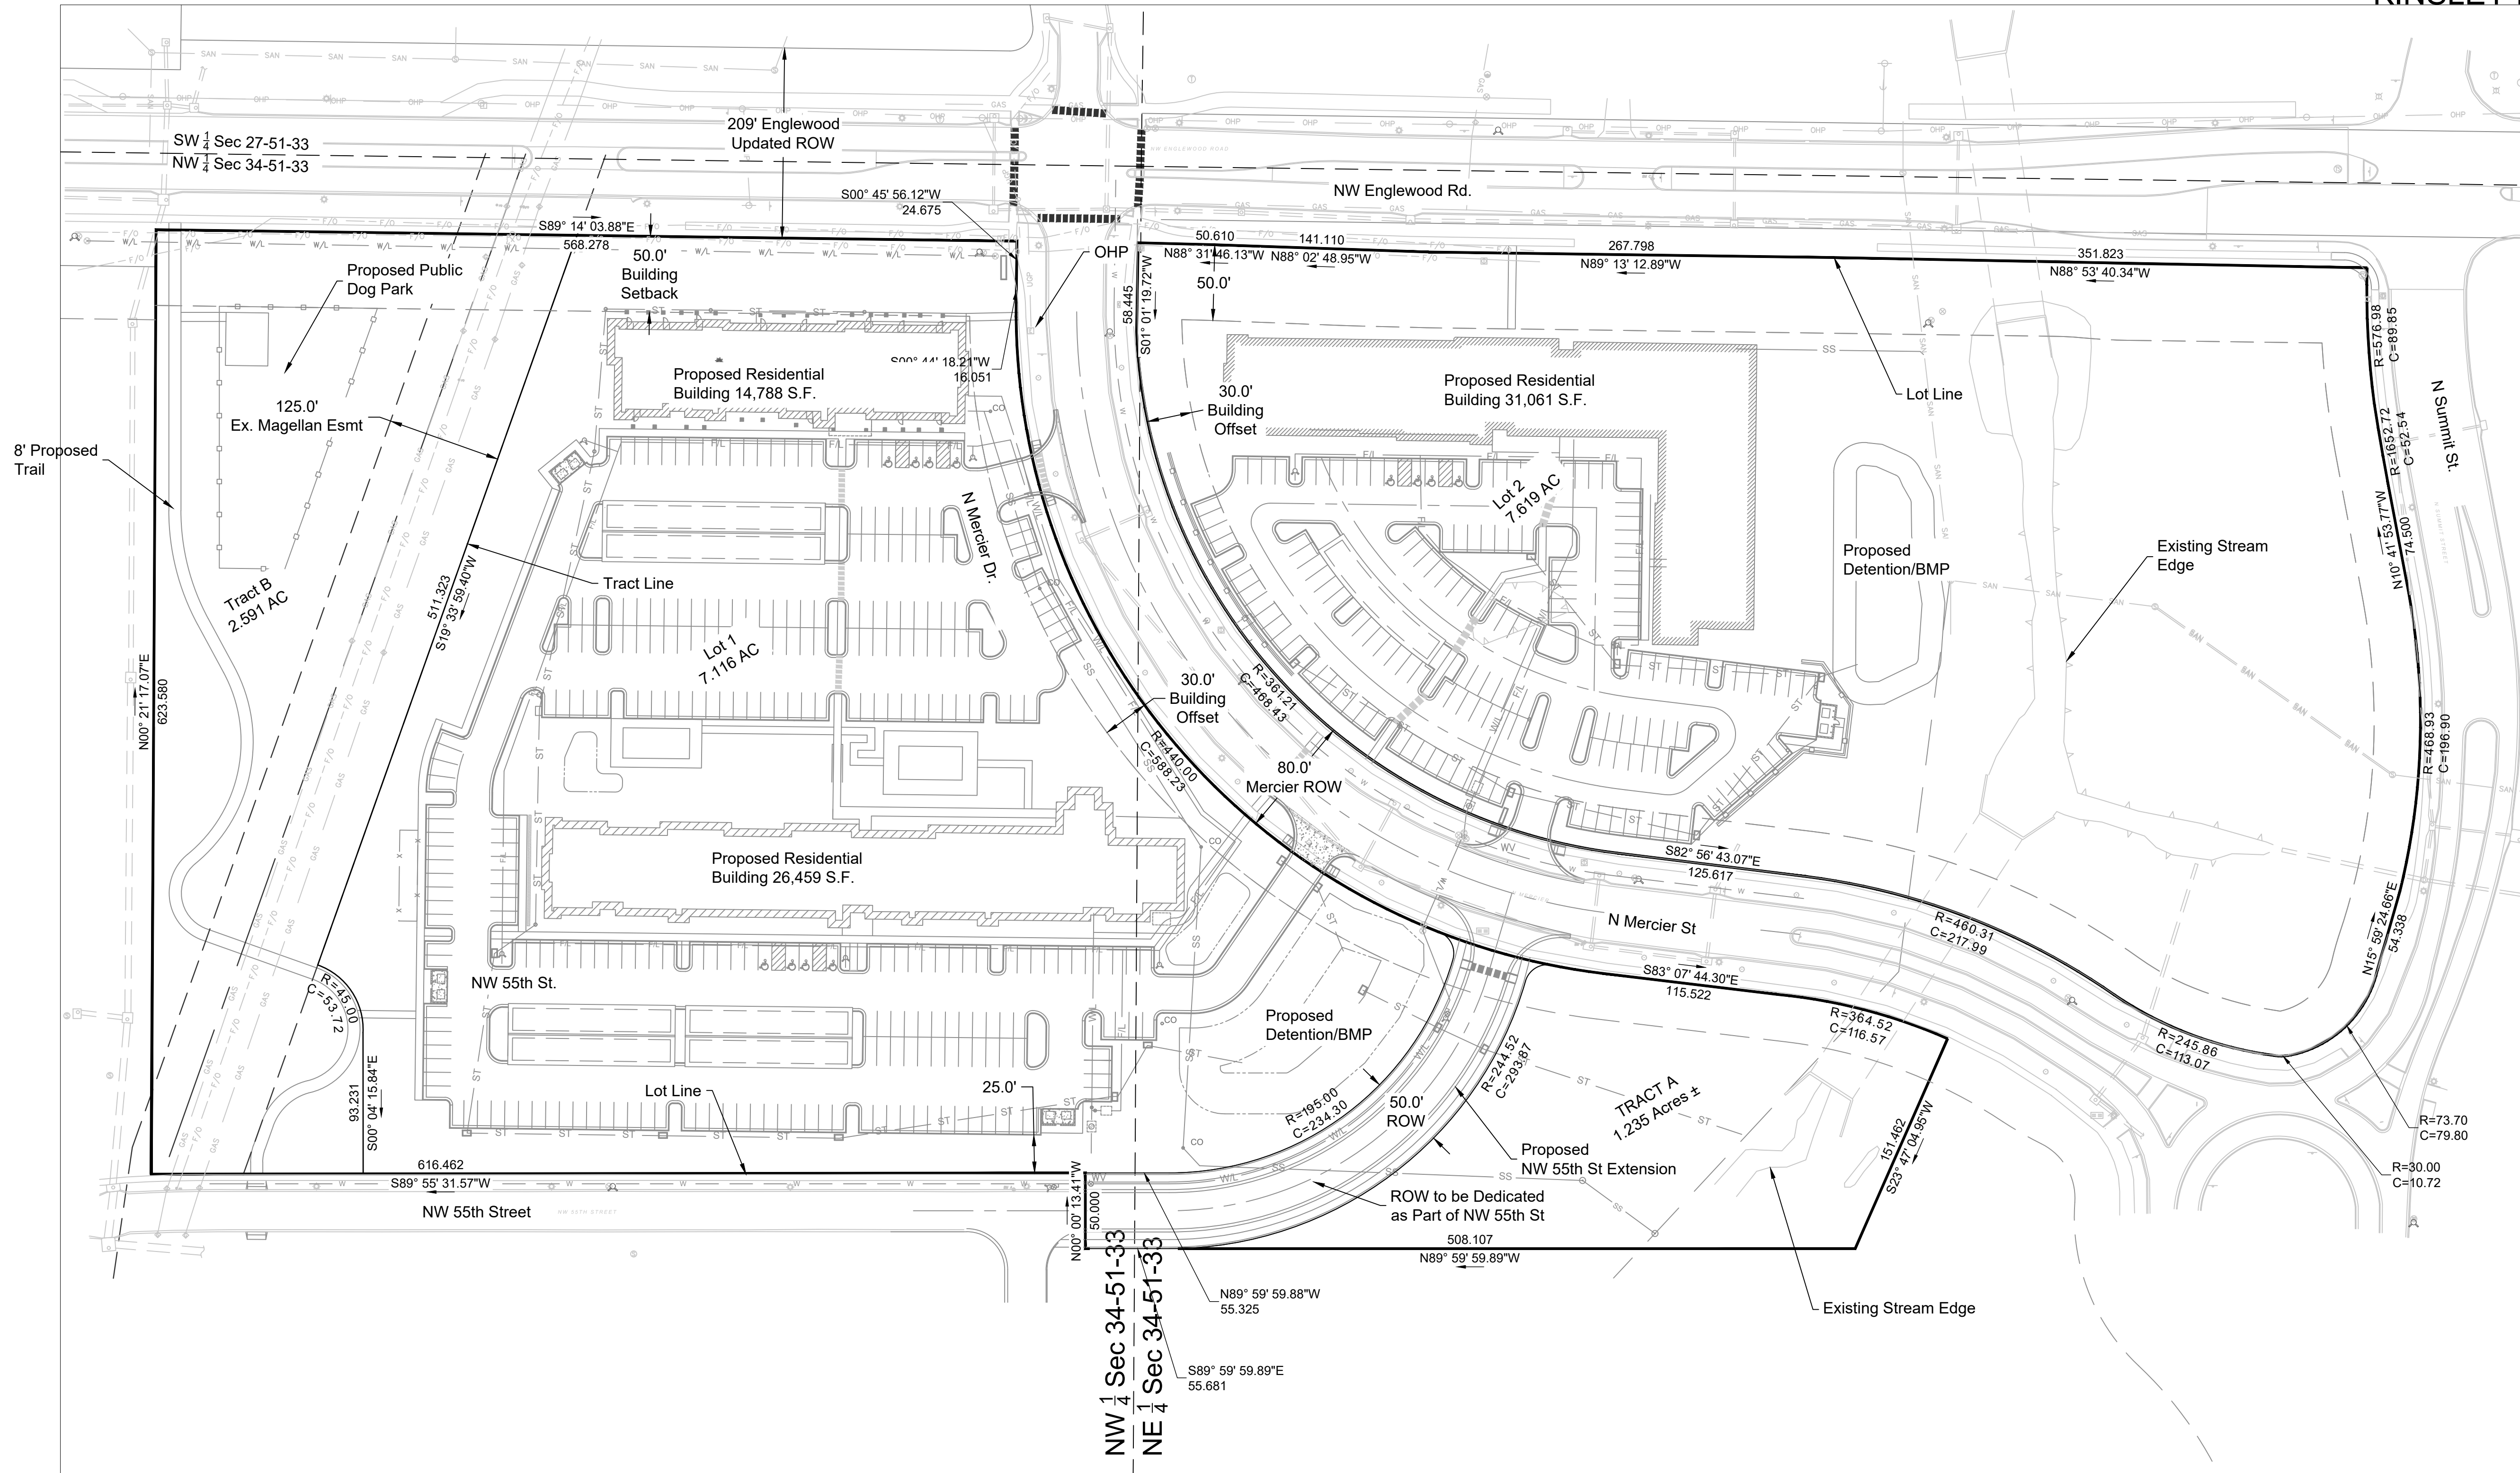 SW 1/4 Sec 27-51-33
NW 1/4 Sec 34-51-33
209' Englewood
Updated ROW
NW ENGLEWOOD ROAD
NW Englewood Rd.
S00° 45' 56.12"W
24.675
S89° 14' 03.88"E
568.278
50.0'
Building
Setback
OHP
50.610
N88° 31' 46.13"W
141.110
N88° 02' 48.95"W
267.798
N89° 13' 12.89"W
351.823
N88° 53' 40.34"W
50.0'
58.445
S01° 01' 19.72"W
Proposed Public
Dog Park
125.0'
Ex. Magellan Esmt
8' Proposed
Trail
S00° 44' 18.21"W
16.051
Proposed Residential
Building 14,788 S.F.
30.0'
Building
Offset
Proposed Residential
Building 31,061 S.F.
Lot Line
R=576.98
C=89.85
N Summit St.
R=1652.72
C=52.54
N10° 41' 53.77"W
74.500
N Mercier Dr.
Lot 2
7.619 AC
Proposed
Detention/BMP
Existing Stream
Edge
Tract B
2.591 AC
511.323
S19° 33' 59.40"W
Tract Line
Lot 1
7.116 AC
N00° 21' 17.07"E
623.580
30.0'
Building
Offset
R=361.21
C=468.43
R=440.00
C=588.23
80.0'
Mercier ROW
R=468.93
C=196.90
Proposed Residential
Building 26,459 S.F.
S82° 56' 43.07"E
125.617
N Mercier St
R=460.31
C=217.99
N15° 59' 24.66"E
54.338
NW 55th St.
R=45.00
C=53.72
S83° 07' 44.30"E
115.522
R=364.52
C=116.57
R=245.86
C=113.07
Proposed
Detention/BMP
93.231
S00° 04' 15.84"E
Lot Line
25.0'
R=195.00
C=234.30
R=244.52
C=293.87
50.0'
ROW
TRACT A
1.235 Acres ±
151.462
S23° 47' 04.95"W
R=73.70
C=79.80
R=30.00
C=10.72
Proposed
NW 55th St Extension
616.462
S89° 55' 31.57"W
NW 55th Street
NW 55TH STREET
N00° 00' 13.41"W
50.000
ROW to be Dedicated
as Part of NW 55th St
508.107
N89° 59' 59.89"W
N89° 59' 59.88"W
55.325
Existing Stream Edge
S89° 59' 59.89"E
55.681
NW 1/4 Sec 34-51-33
NE 1/4 Sec 34-51-33